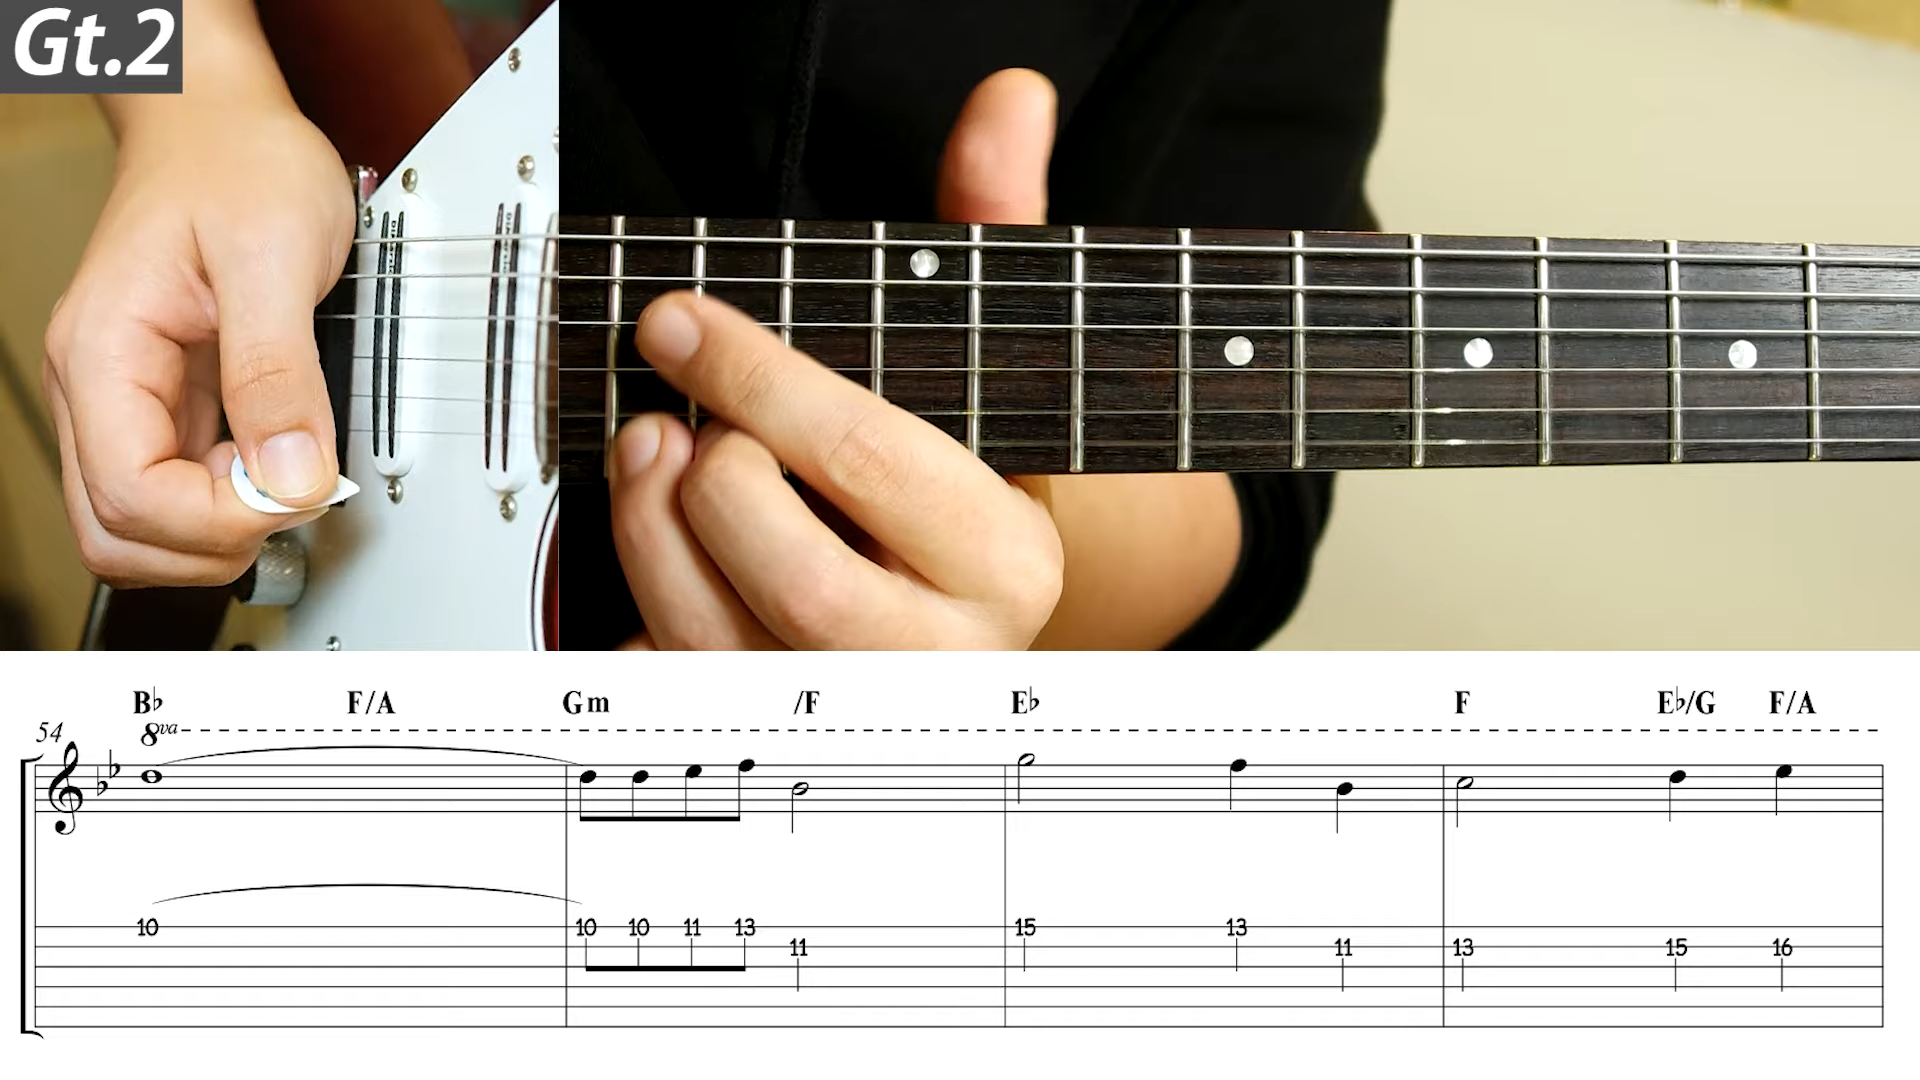 Gt.2
B♭ F/A Gm /F E♭ F E♭/G F/A
54 8va
10 10 10 11 13 15 13
11 11 13 15 16